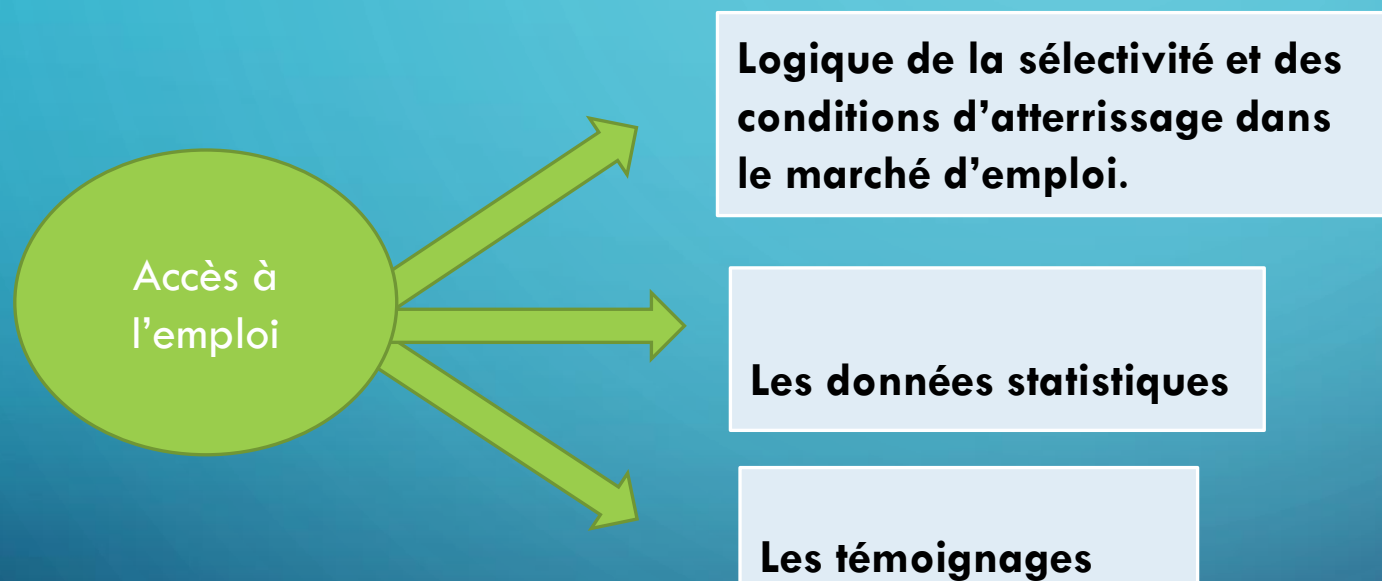 Accès à
l’emploi
Logique de la sélectivité et des
conditions d’atterrissage dans
le marché d’emploi.
Les données statistiques
Les témoignages